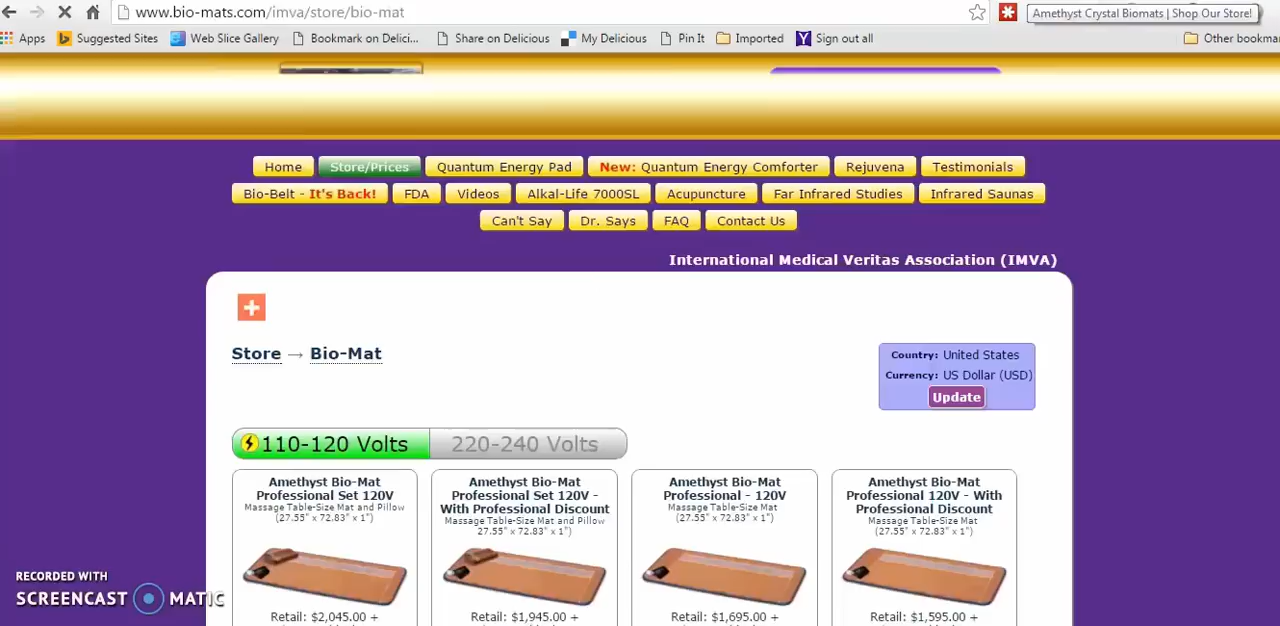 www.bio-mats.com/imva/store/bio-mat
Amethyst Crystal Biomats | Shop Our Store!
Apps Suggested Sites Web Slice Gallery Bookmark on Delici... Share on Delicious My Delicious Pin It Imported Sign out all Other bookmar
Home Store/Prices Quantum Energy Pad New: Quantum Energy Comforter Rejuvena Testimonials
Bio-Belt - It's Back! FDA Videos Alkal-Life 7000SL Acupuncture Far Infrared Studies Infrared Saunas
Can't Say Dr. Says FAQ Contact Us
International Medical Veritas Association (IMVA)
Store → Bio-Mat
Country: United States
Currency: US Dollar (USD)
Update
110-120 Volts 220-240 Volts
Amethyst Bio-Mat
Professional Set 120V
Massage Table-Size Mat and Pillow
(27.55" x 72.83" x 1")
Retail: $2,045.00 +
Amethyst Bio-Mat
Professional Set 120V -
With Professional Discount
Massage Table-Size Mat and Pillow
27.55" x 72.83" x 1")
Retail: $1,945.00 +
Amethyst Bio-Mat
Professional - 120V
Massage Table-Size Mat
(27.55" x 72.83" x 1")
Retail: $1,695.00 +
Amethyst Bio-Mat
Professional 120V - With
Professional Discount
Massage Table-Size Mat
(27.55" x 72.83" x 1")
Retail: $1,595.00 +
RECORDED WITH
SCREENCAST MATIC